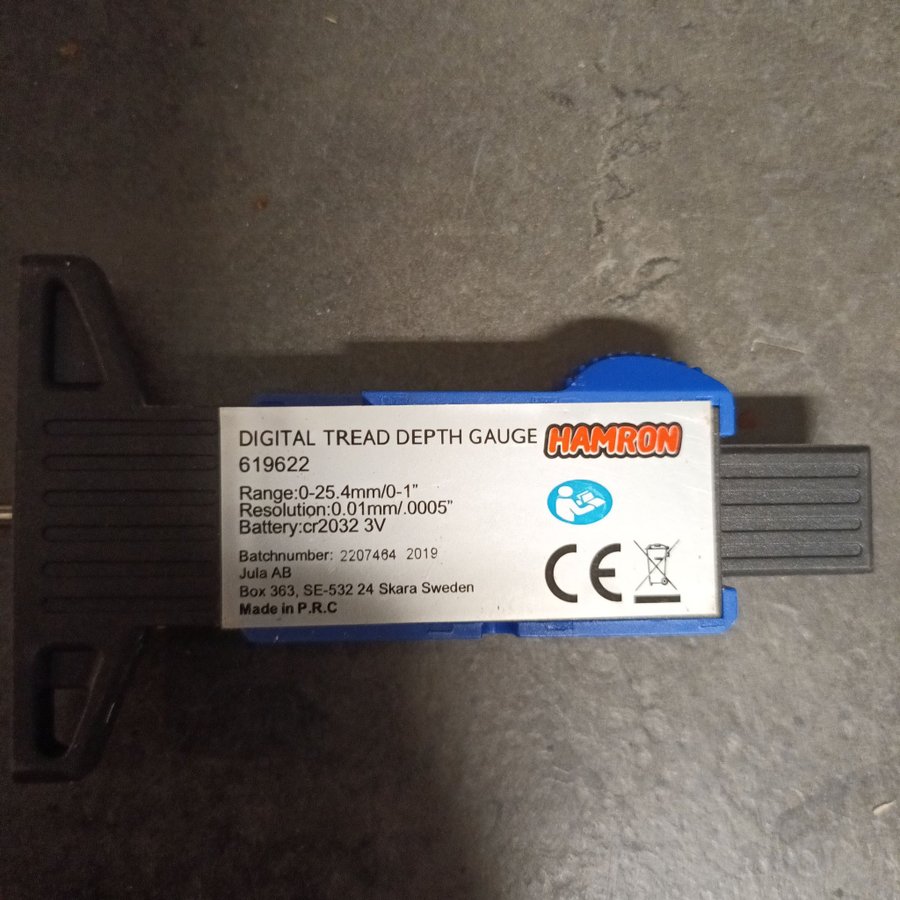 DIGITAL TREAD DEPTH GAUGE HAMRON
619622
Range:0-25.4mm/0-1”
Resolution:0.01mm/.0005”
Battery:cr2032 3V
Batchnumber: 2207464 2019
Jula AB
Box 363, SE-532 24 Skara Sweden
Made in P.R.C
CE